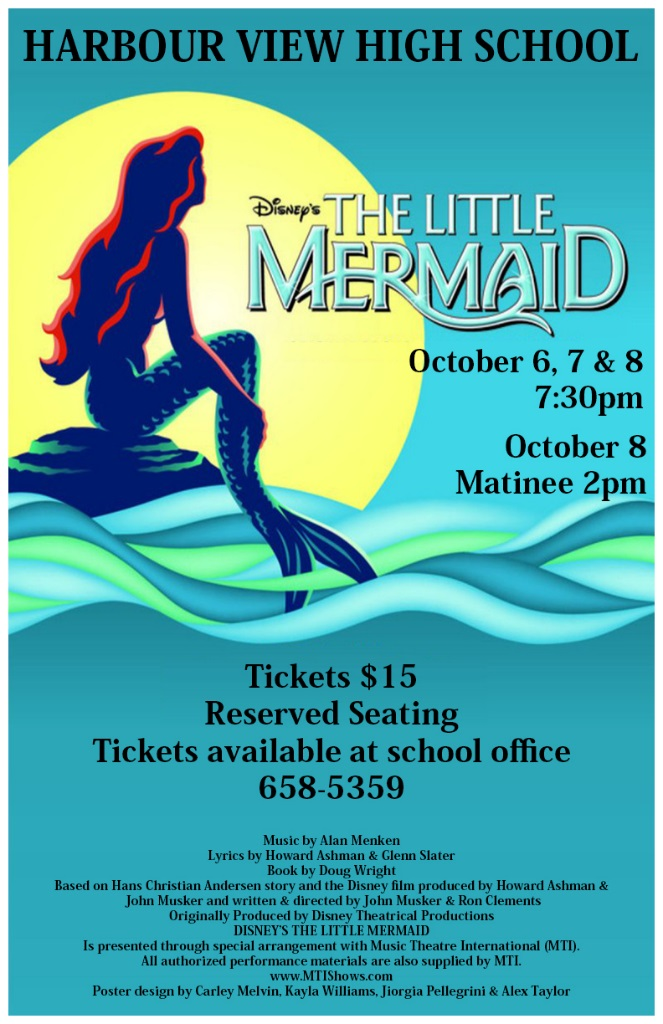 HARBOUR VIEW HIGH SCHOOL
Disney's THE LITTLE
MERMAID
October 6, 7 & 8
7:30pm
October 8
Matinee 2pm
Tickets $15
Reserved Seating
Tickets available at school office
658-5359
Music by Alan Menken
Lyrics by Howard Ashman & Glenn Slater
Book by Doug Wright
Based on Hans Christian Andersen story and the Disney film produced by Howard Ashman &
John Musker and written & directed by John Musker & Ron Clements
Originally Produced by Disney Theatrical Productions
DISNEY'S THE LITTLE MERMAID
Is presented through special arrangement with Music Theatre International (MTI).
All authorized performance materials are also supplied by MTI.
www.MTIShows.com
Poster design by Carley Melvin, Kayla Williams, Jiorgia Pellegrini & Alex Taylor